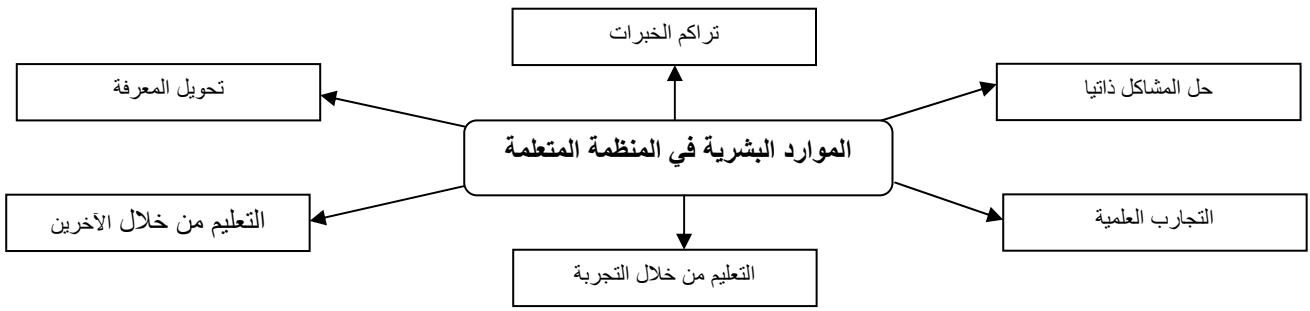 تراكم الخبرات
حل المشاكل ذاتيا
تحويل المعرفة
الموارد البشرية في المنظمة المتعلمة
التجارب العلمية
التعليم من خلال الآخرين
التعليم من خلال التجربة